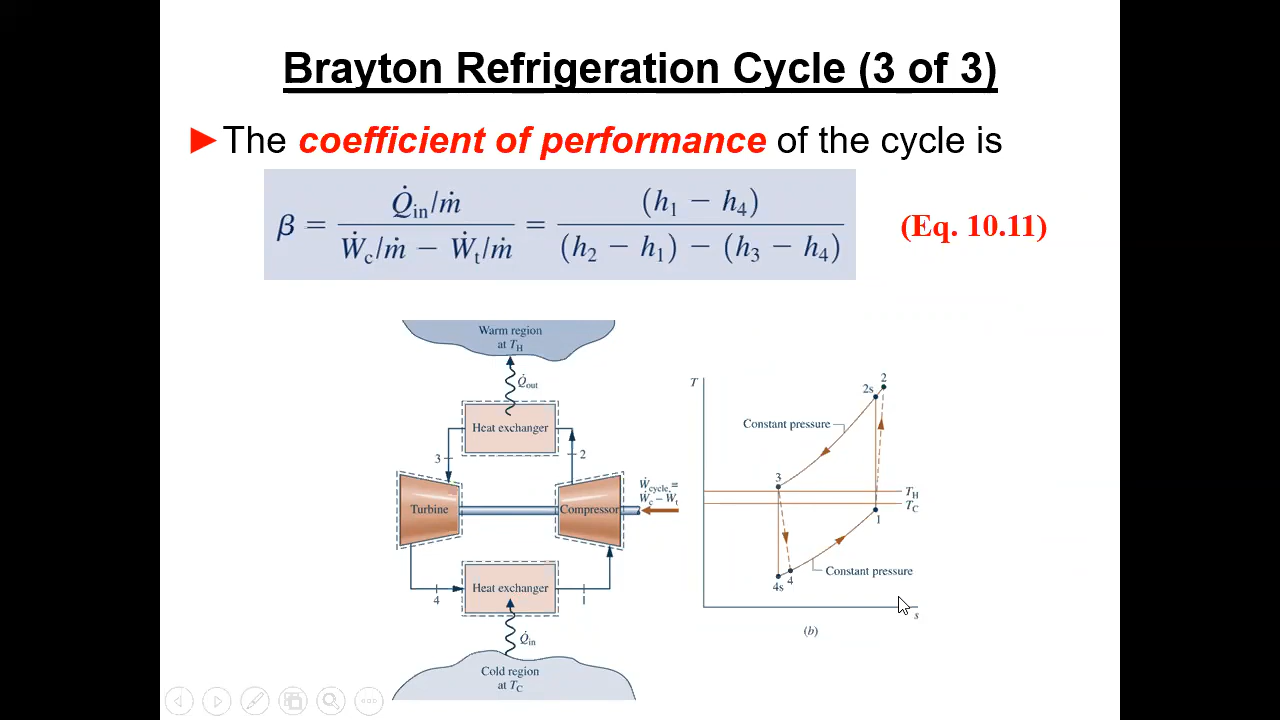 Brayton Refrigeration Cycle (3 of 3)
►The coefficient of performance of the cycle is
β = (Q̇in/ṁ) / (Ẇc/ṁ − Ẇt/ṁ) = (h1 − h4) / ((h2 − h1) − (h3 − h4))
(Eq. 10.11)
Warm region
at TH
Q̇out
Heat exchanger
3
2
Turbine
Compressor
Ẇcycle =
Ẇc − Ẇt
Heat exchanger
4
1
Q̇in
Cold region
at TC
T
2
2s
Constant pressure
3
TH
TC
1
Constant pressure
4s
4
s
(b)